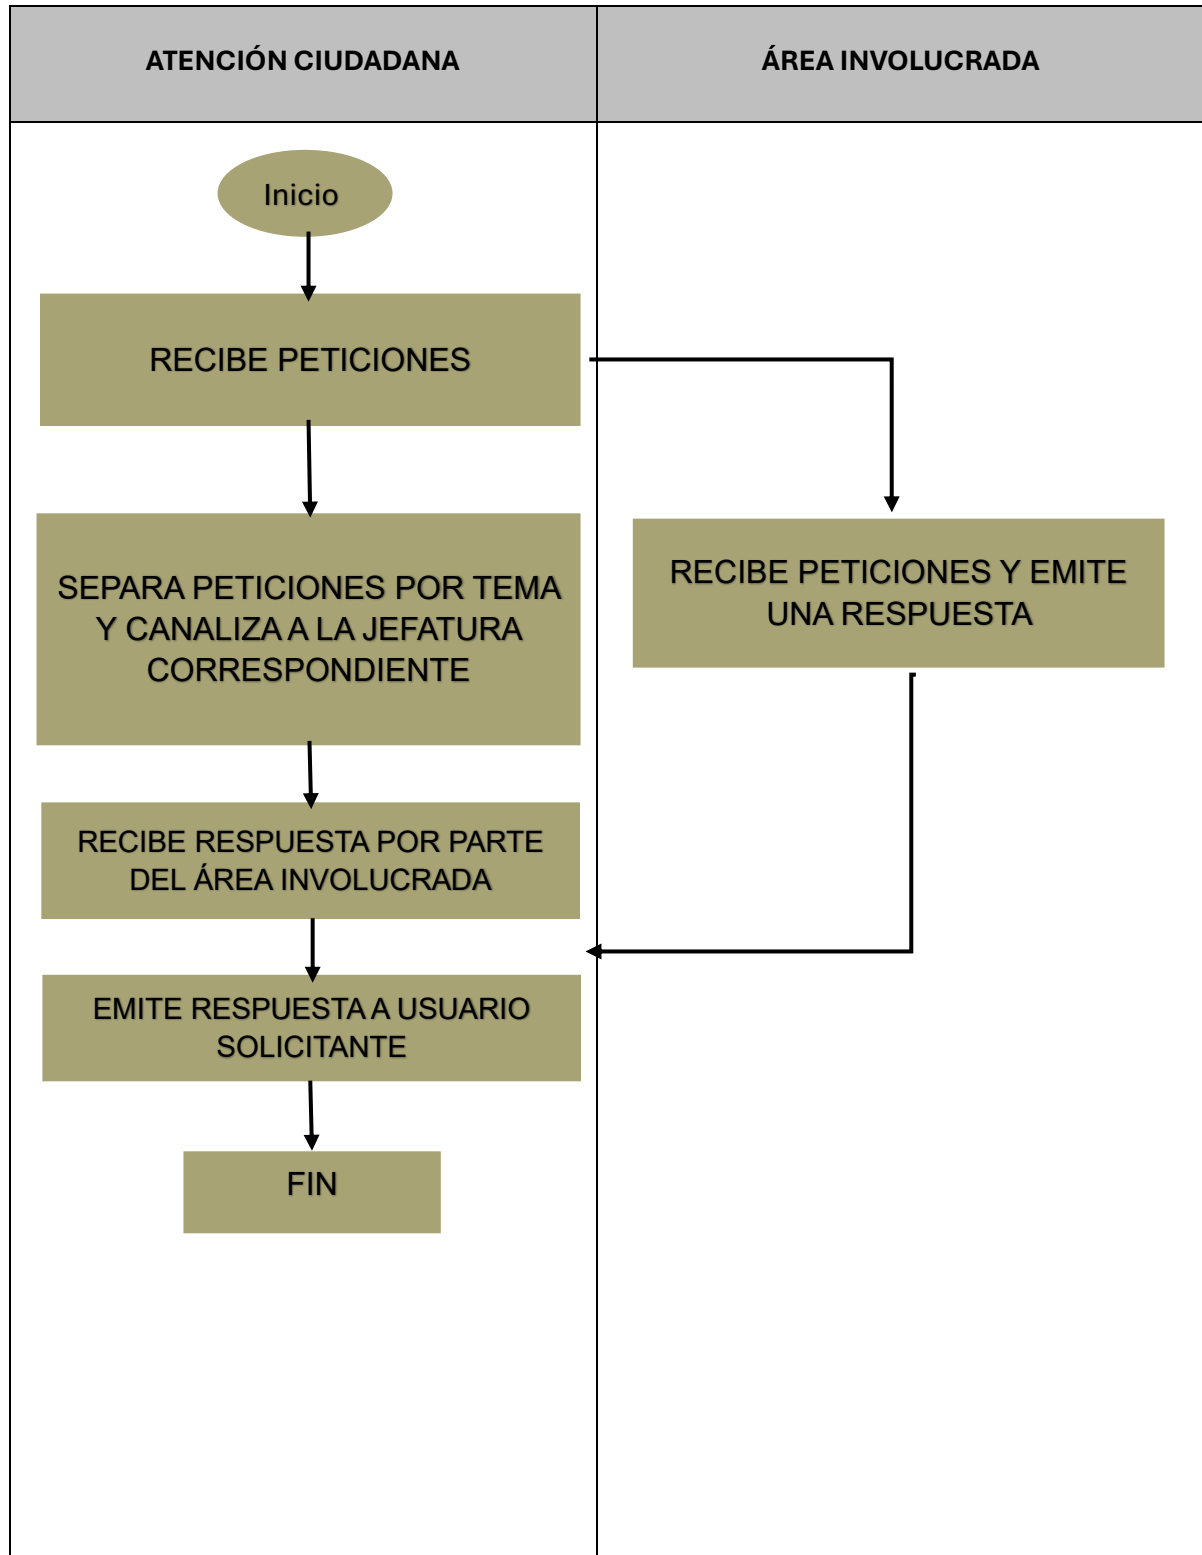 ATENCIÓN CIUDADANA
ÁREA INVOLUCRADA
Inicio
RECIBE PETICIONES
SEPARA PETICIONES POR TEMA
Y CANALIZA A LA JEFATURA
CORRESPONDIENTE
RECIBE PETICIONES Y EMITE
UNA RESPUESTA
RECIBE RESPUESTA POR PARTE
DEL ÁREA INVOLUCRADA
EMITE RESPUESTA A USUARIO
SOLICITANTE
FIN